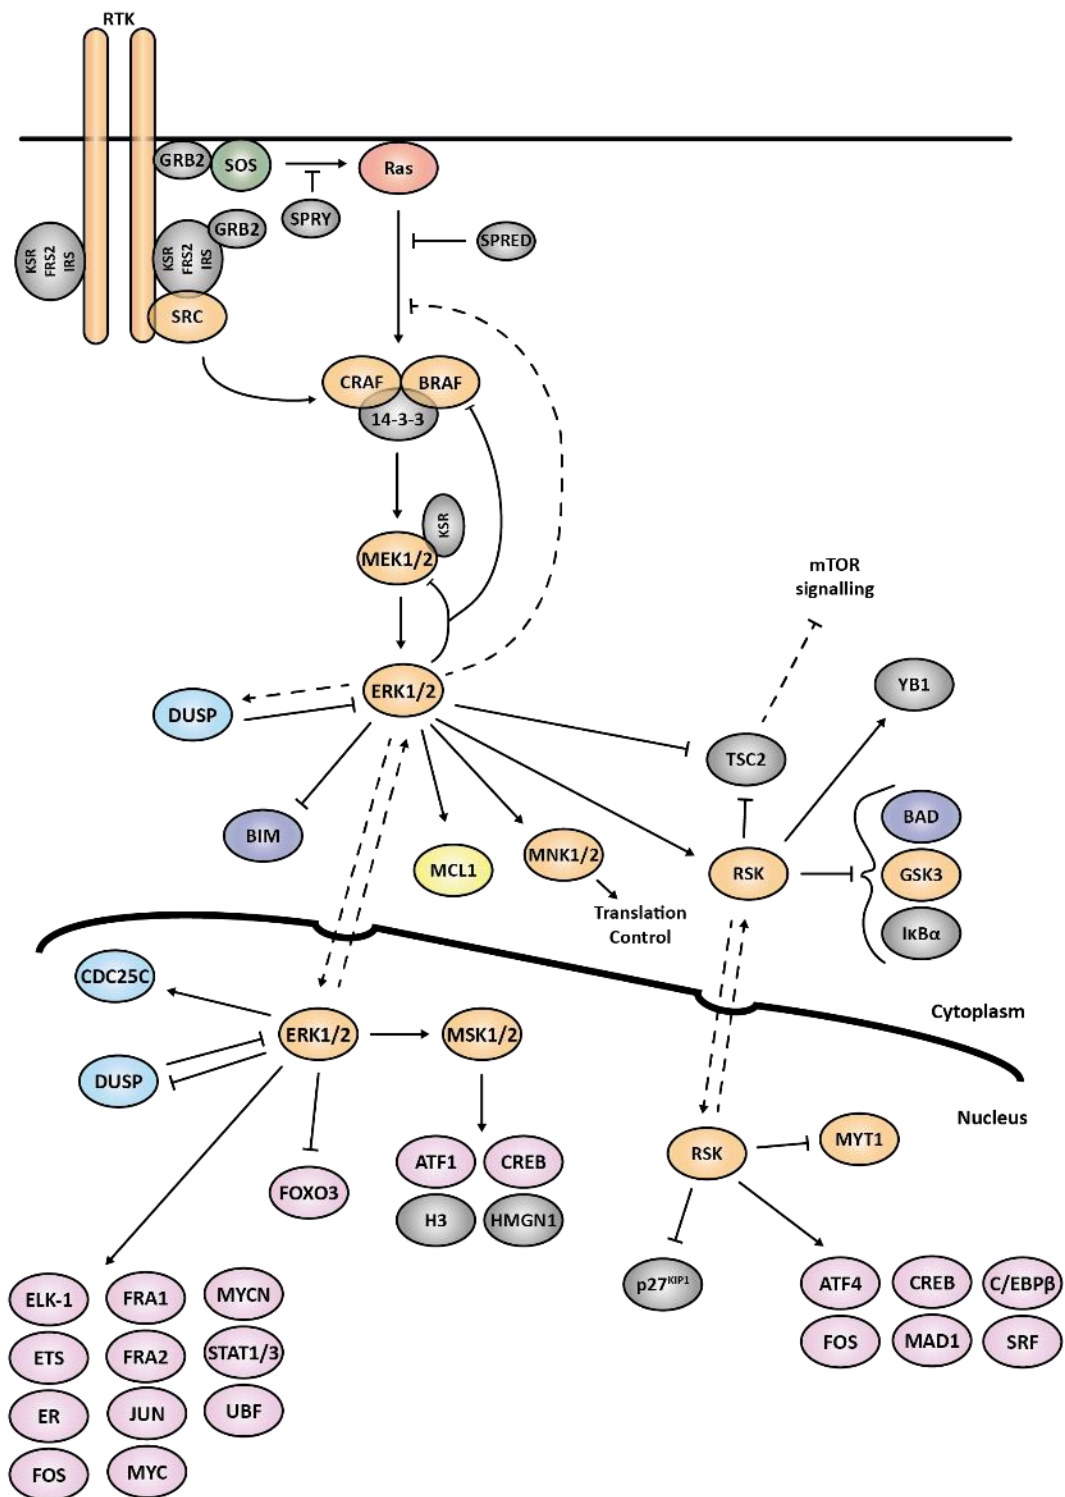 RTK
GRB2
SOS
Ras
SPRY
GRB2
SPRED
KSR
FRS2
IRS
KSR
FRS2
IRS
SRC
CRAF
BRAF
14-3-3
KSR
MEK1/2
mTOR
signalling
ERK1/2
YB1
DUSP
TSC2
BIM
MCL1
MNK1/2
RSK
BAD
GSK3
IκBα
Translation
Control
CDC25C
Cytoplasm
ERK1/2
MSK1/2
DUSP
Nucleus
RSK
MYT1
ATF1
CREB
FOXO3
H3
HMGN1
p27KIP1
ATF4
CREB
C/EBPβ
FOS
MAD1
SRF
ELK-1
FRA1
MYCN
ETS
FRA2
STAT1/3
ER
JUN
UBF
FOS
MYC